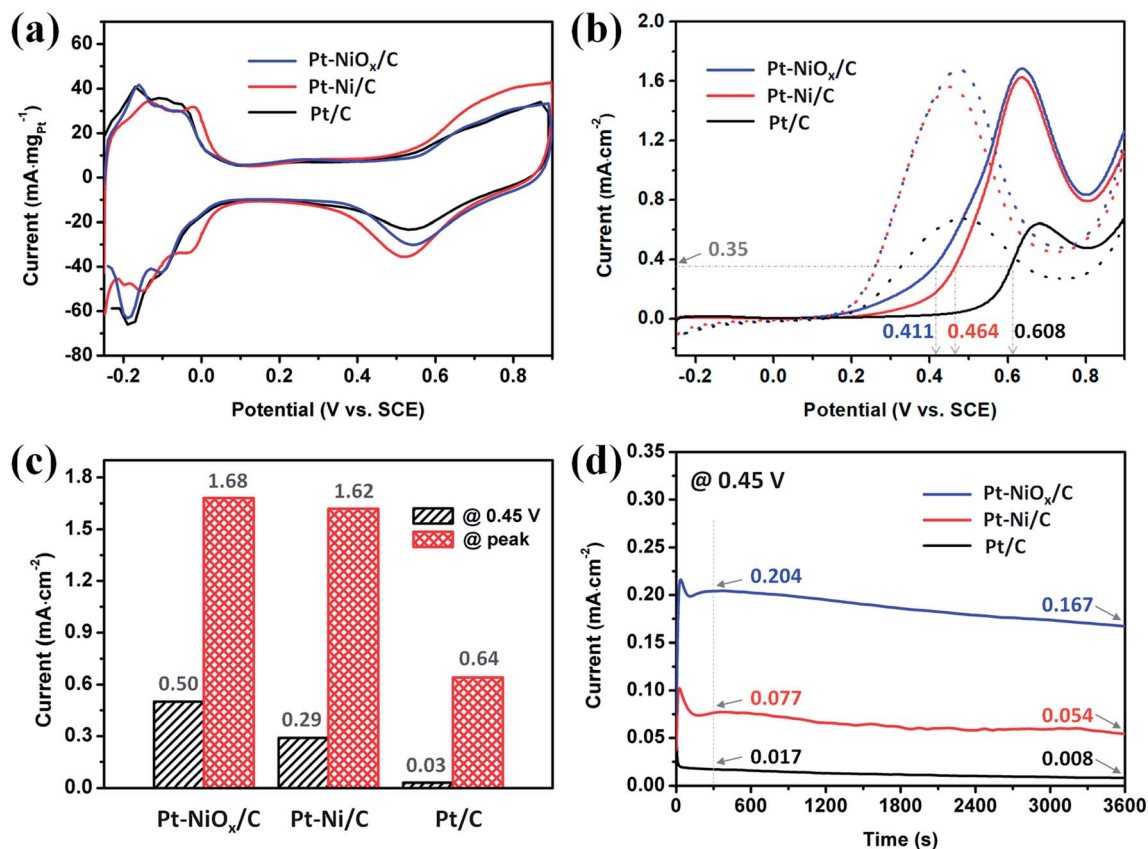 (a)
Pt-NiOₓ/C
Pt-Ni/C
Pt/C
Current (mA·mgPt⁻¹)
60
40
20
0
-20
-40
-60
-80
-0.2 0.0 0.2 0.4 0.6 0.8
Potential (V vs. SCE)
(b)
Pt-NiOₓ/C
Pt-Ni/C
Pt/C
Current (mA·cm⁻²)
2.0
1.6
1.2
0.8
0.4
0.0
0.35
0.411 0.464 0.608
-0.2 0.0 0.2 0.4 0.6 0.8
Potential (V vs. SCE)
(c)
Current (mA·cm⁻²)
1.8
1.5
1.2
0.9
0.6
0.3
0.0
@ 0.45 V
@ peak
0.50 1.68
0.29 1.62
0.03 0.64
Pt-NiOₓ/C Pt-Ni/C Pt/C
(d)
@ 0.45 V
Pt-NiOₓ/C
Pt-Ni/C
Pt/C
Current (mA·cm⁻²)
0.35
0.30
0.25
0.20
0.15
0.10
0.05
0.00
0.204 0.167
0.077 0.054
0.017 0.008
0 600 1200 1800 2400 3000 3600
Time (s)